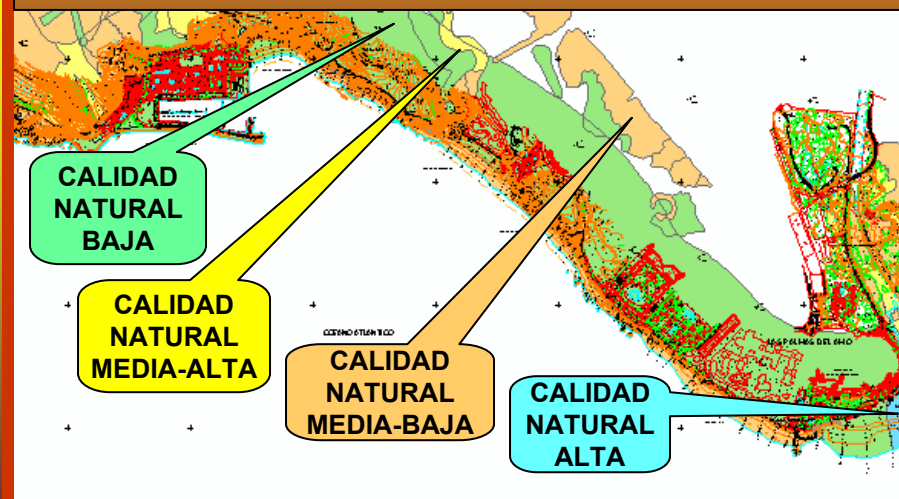 CALIDAD
NATURAL
BAJA
CALIDAD
NATURAL
MEDIA-ALTA
CALIDAD
NATURAL
MEDIA-BAJA
CALIDAD
NATURAL
ALTA